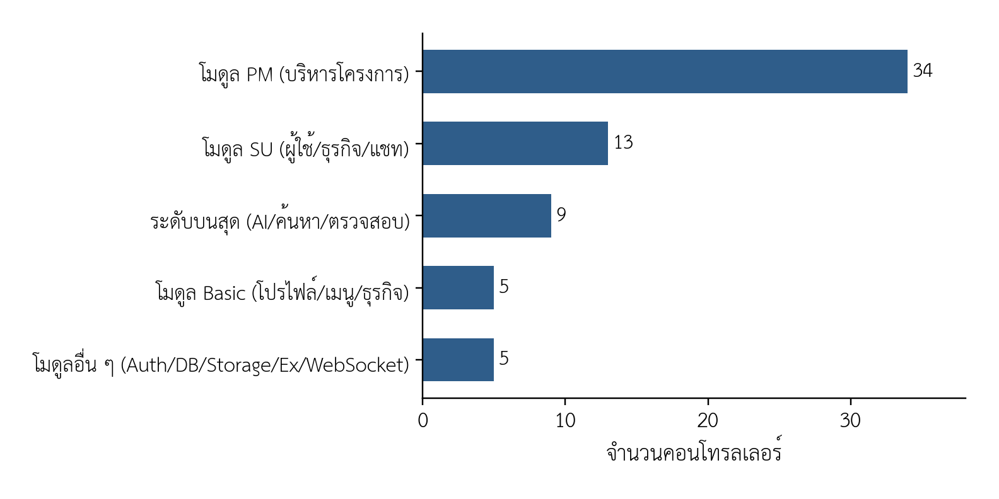 โมดูล PM (บริหารโครงการ) 34
โมดูล SU (ผู้ใช้/ธุรกิจ/แชท) 13
ระดับบนสุด (AI/ค้นหา/ตรวจสอบ) 9
โมดูล Basic (โปรไฟล์/เมนู/ธุรกิจ) 5
โมดูลอื่น ๆ (Auth/DB/Storage/Ex/WebSocket) 5
0 10 20 30
จำนวนคอนโทรลเลอร์